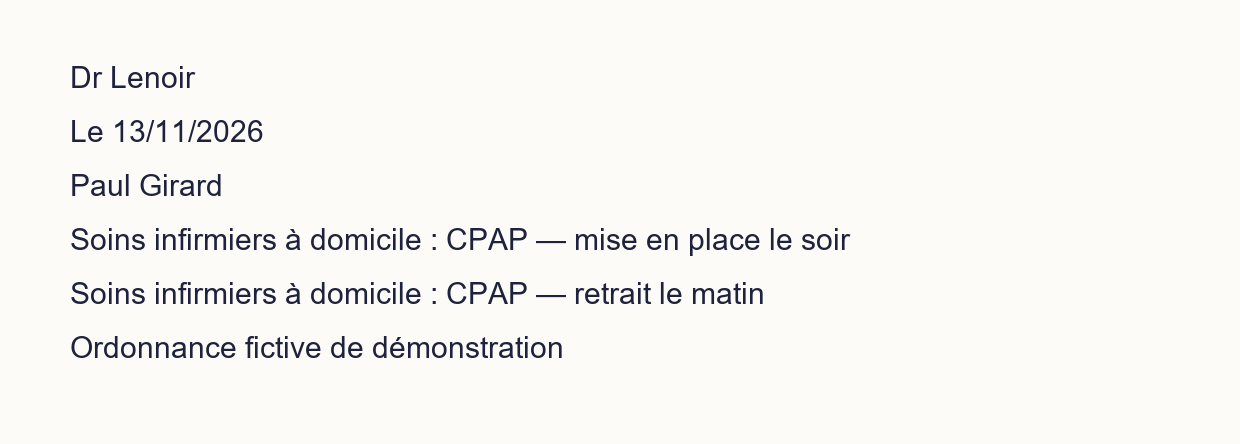 Dr Lenoir
Le 13/11/2026
Paul Girard
Soins infirmiers à domicile : CPAP — mise en place le soir
Soins infirmiers à domicile : CPAP — retrait le matin
Ordonnance fictive de démonstration